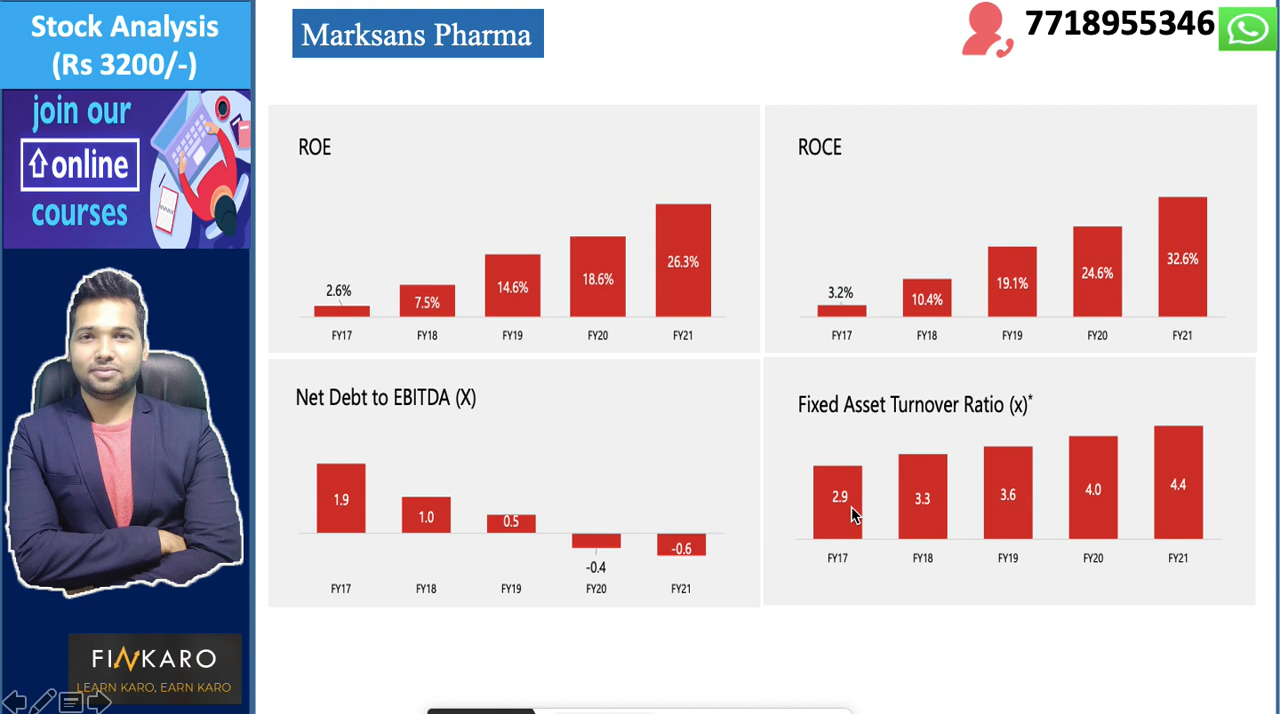 Stock Analysis
(Rs 3200/-)
join our
online
courses
FINKARO
LEARN KARO, EARN KARO
Marksans Pharma
7718955346
ROE
2.6%
7.5%
14.6%
18.6%
26.3%
FY17 FY18 FY19 FY20 FY21
ROCE
3.2%
10.4%
19.1%
24.6%
32.6%
FY17 FY18 FY19 FY20 FY21
Net Debt to EBITDA (X)
1.9 1.0 0.5 -0.4 -0.6
FY17 FY18 FY19 FY20 FY21
Fixed Asset Turnover Ratio (x)*
2.9 3.3 3.6 4.0 4.4
FY17 FY18 FY19 FY20 FY21